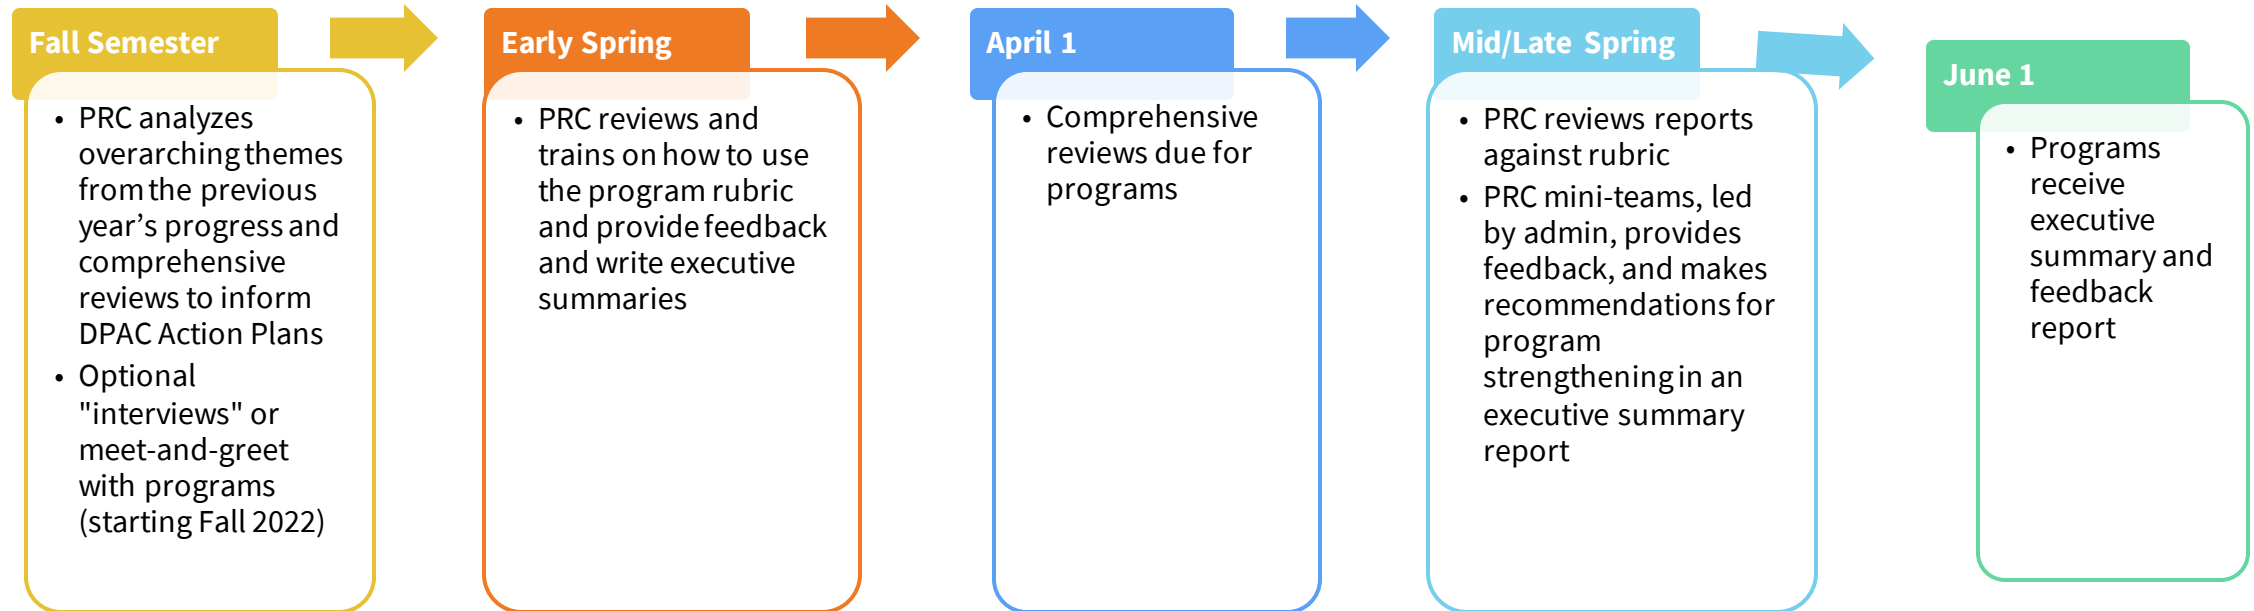 Fall Semester
• PRC analyzes
overarching themes
from the previous
year’s progress and
comprehensive
reviews to inform
DPAC Action Plans
• Optional
"interviews" or
meet-and-greet
with programs
(starting Fall 2022)
Early Spring
• PRC reviews and
trains on how to use
the program rubric
and provide feedback
and write executive
summaries
April 1
• Comprehensive
reviews due for
programs
Mid/Late Spring
• PRC reviews reports
against rubric
• PRC mini-teams, led
by admin, provides
feedback, and makes
recommendations for
program
strengthening in an
executive summary
report
June 1
• Programs
receive
executive
summary and
feedback
report